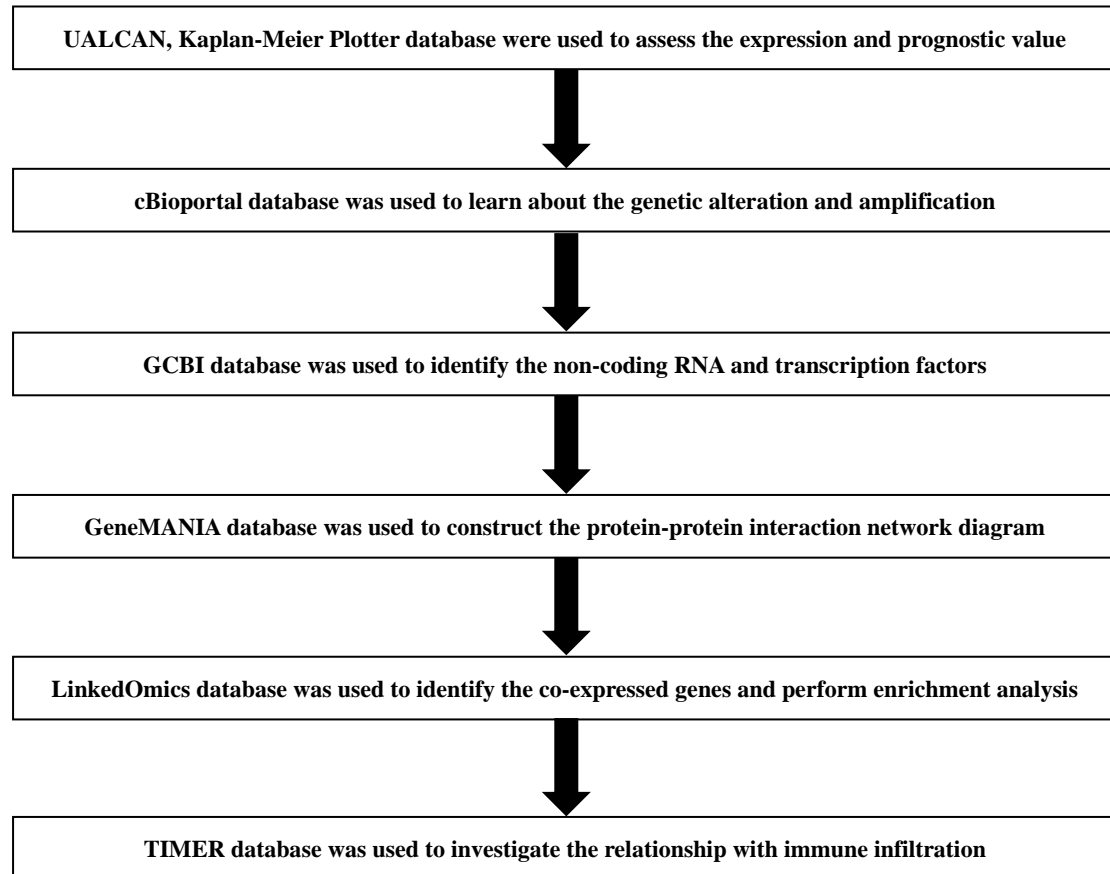 UALCAN, Kaplan-Meier Plotter database were used to assess the expression and prognostic value
cBioportal database was used to learn about the genetic alteration and amplification
GCBI database was used to identify the non-coding RNA and transcription factors
GeneMANIA database was used to construct the protein-protein interaction network diagram
LinkedOmics database was used to identify the co-expressed genes and perform enrichment analysis
TIMER database was used to investigate the relationship with immune infiltration